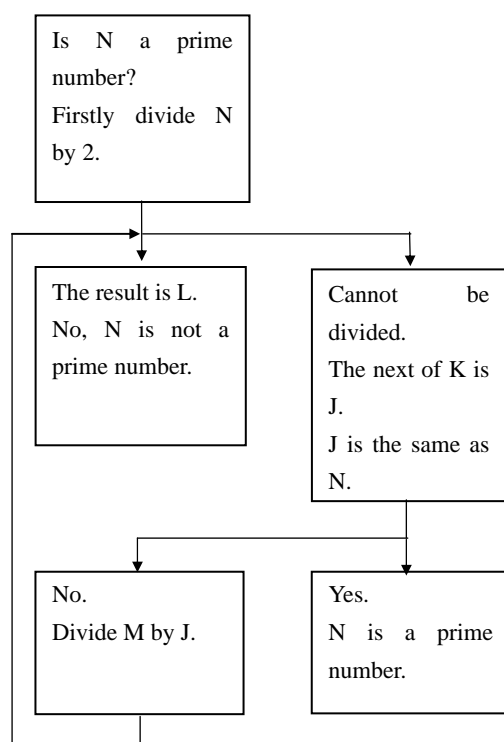 Is N a prime
number?
Firstly divide N
by 2.
The result is L.
No, N is not a
prime number.
Cannot be
divided.
The next of K is
J.
J is the same as
N.
No.
Divide M by J.
Yes.
N is a prime
number.